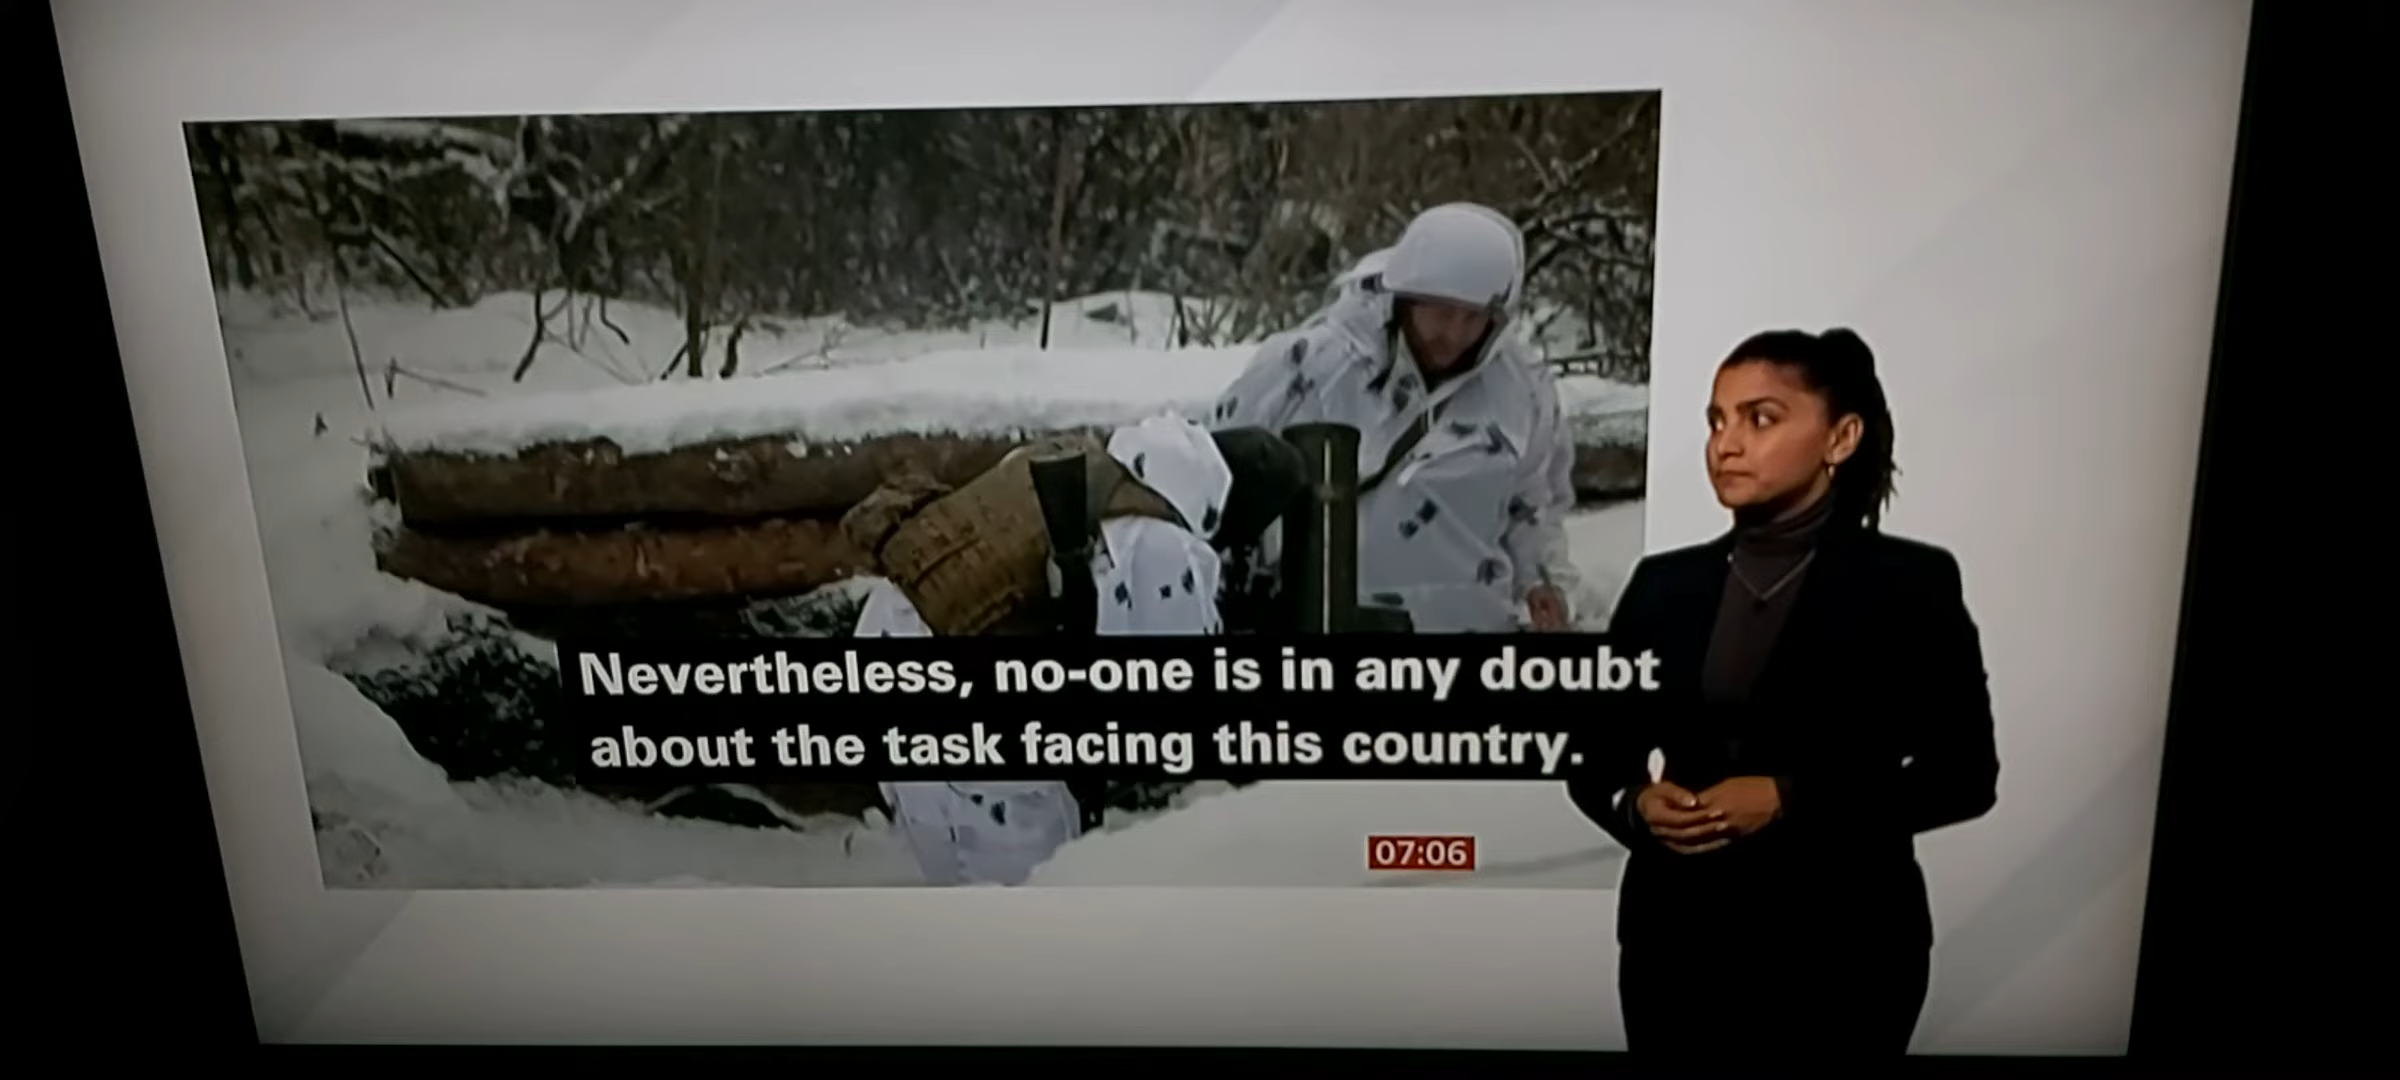 Nevertheless, no-one is in any doubt
about the task facing this country.
07:06